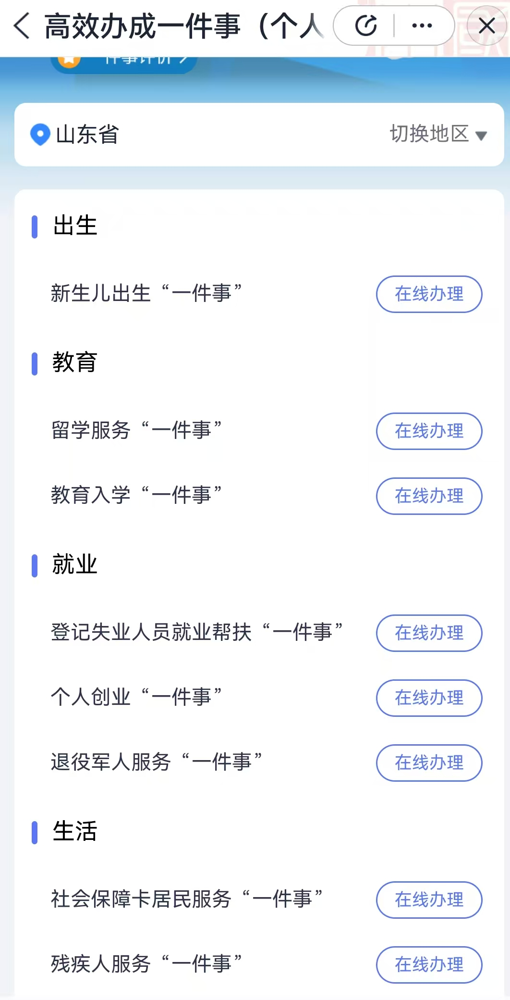 高效办成一件事（个人
件事评价
山东省
切换地区
出生
新生儿出生“一件事”
在线办理
教育
留学服务“一件事”
在线办理
教育入学“一件事”
在线办理
就业
登记失业人员就业帮扶“一件事”
在线办理
个人创业“一件事”
在线办理
退役军人服务“一件事”
在线办理
生活
社会保障卡居民服务“一件事”
在线办理
残疾人服务“一件事”
在线办理